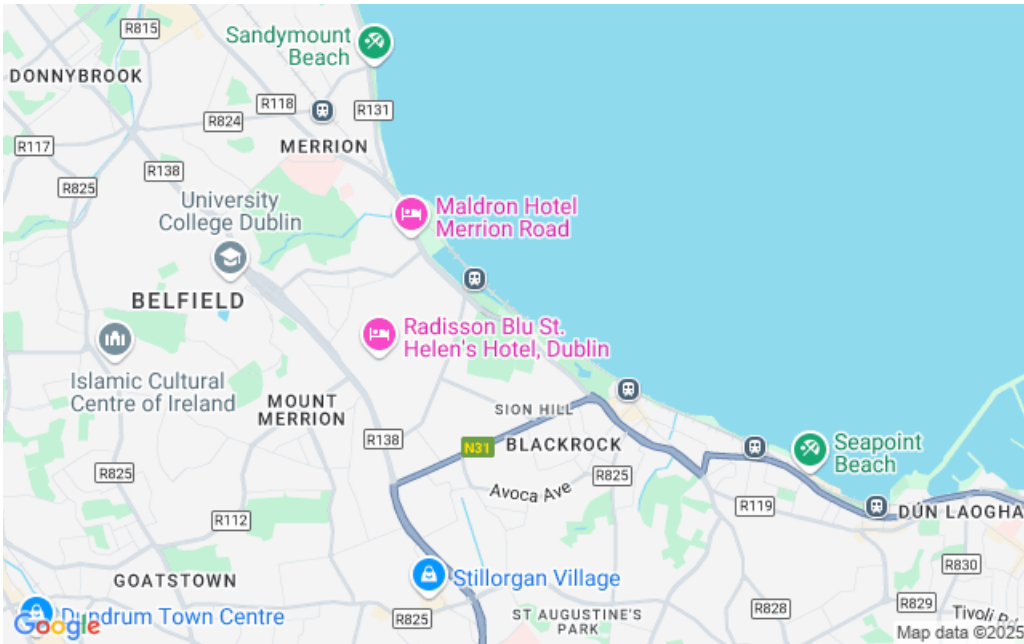 R815
Sandymount
Beach
DONNYBROOK
R118
R131
R824
R117
MERRION
R138
R825
University
College Dublin
Maldron Hotel
Merrion Road
BELFIELD
Radisson Blu St.
Helen's Hotel, Dublin
Islamic Cultural
Centre of Ireland
MOUNT
MERRION
SION HILL
R138
N31
BLACKROCK
Seapoint
Beach
R825
R825
Avoca Ave
R119
R112
DÚN LAOGHA
R830
GOATSTOWN
Stillorgan Village
Dundrum Town Centre
R825
ST AUGUSTINE'S
PARK
R828
R829
Tivoli R
Google
Map data ©2025